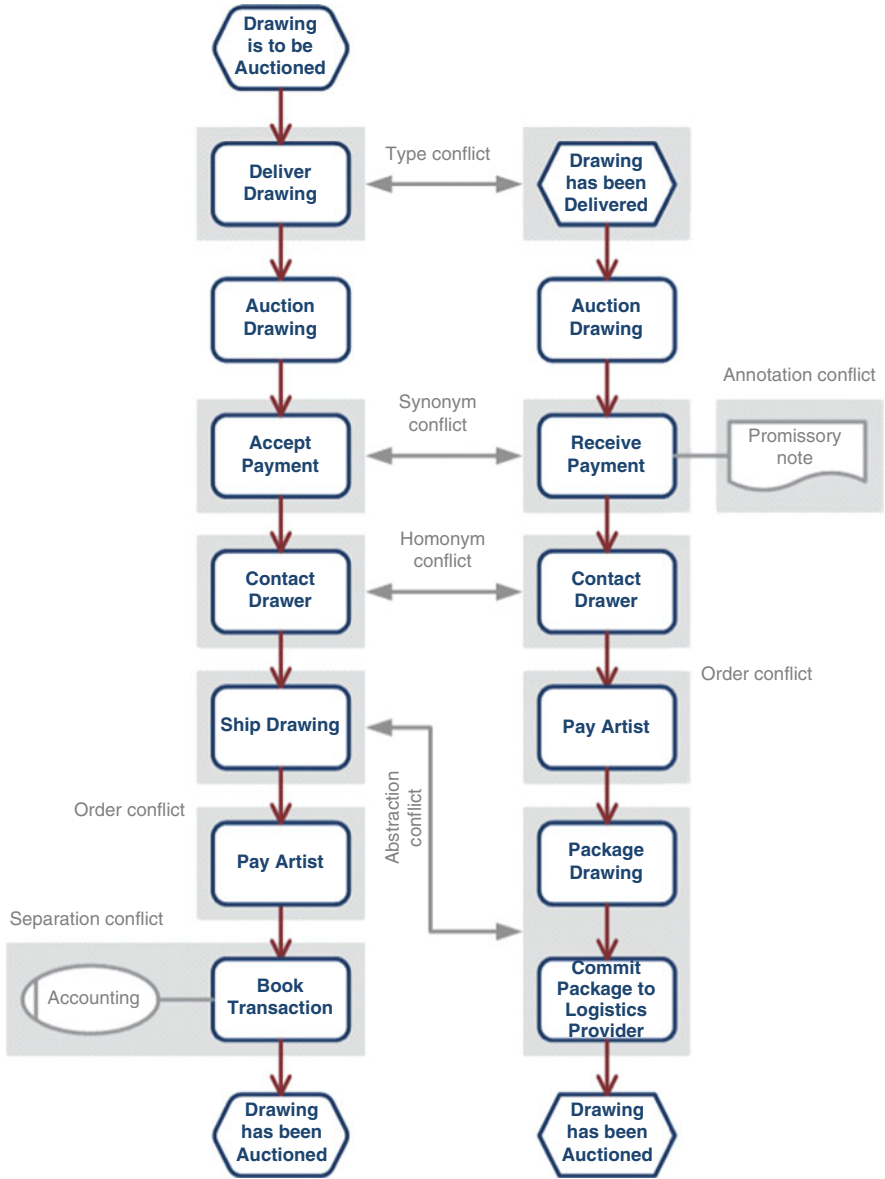 Drawing
is to be
Auctioned
Deliver
Drawing
Type conflict
Drawing
has been
Delivered
Auction
Drawing
Auction
Drawing
Annotation conflict
Accept
Payment
Synonym
conflict
Receive
Payment
Promissory
note
Contact
Drawer
Homonym
conflict
Contact
Drawer
Order conflict
Ship Drawing
Pay Artist
Abstraction
conflict
Order conflict
Pay Artist
Package
Drawing
Separation conflict
Accounting
Book
Transaction
Commit
Package to
Logistics
Provider
Drawing
has been
Auctioned
Drawing
has been
Auctioned